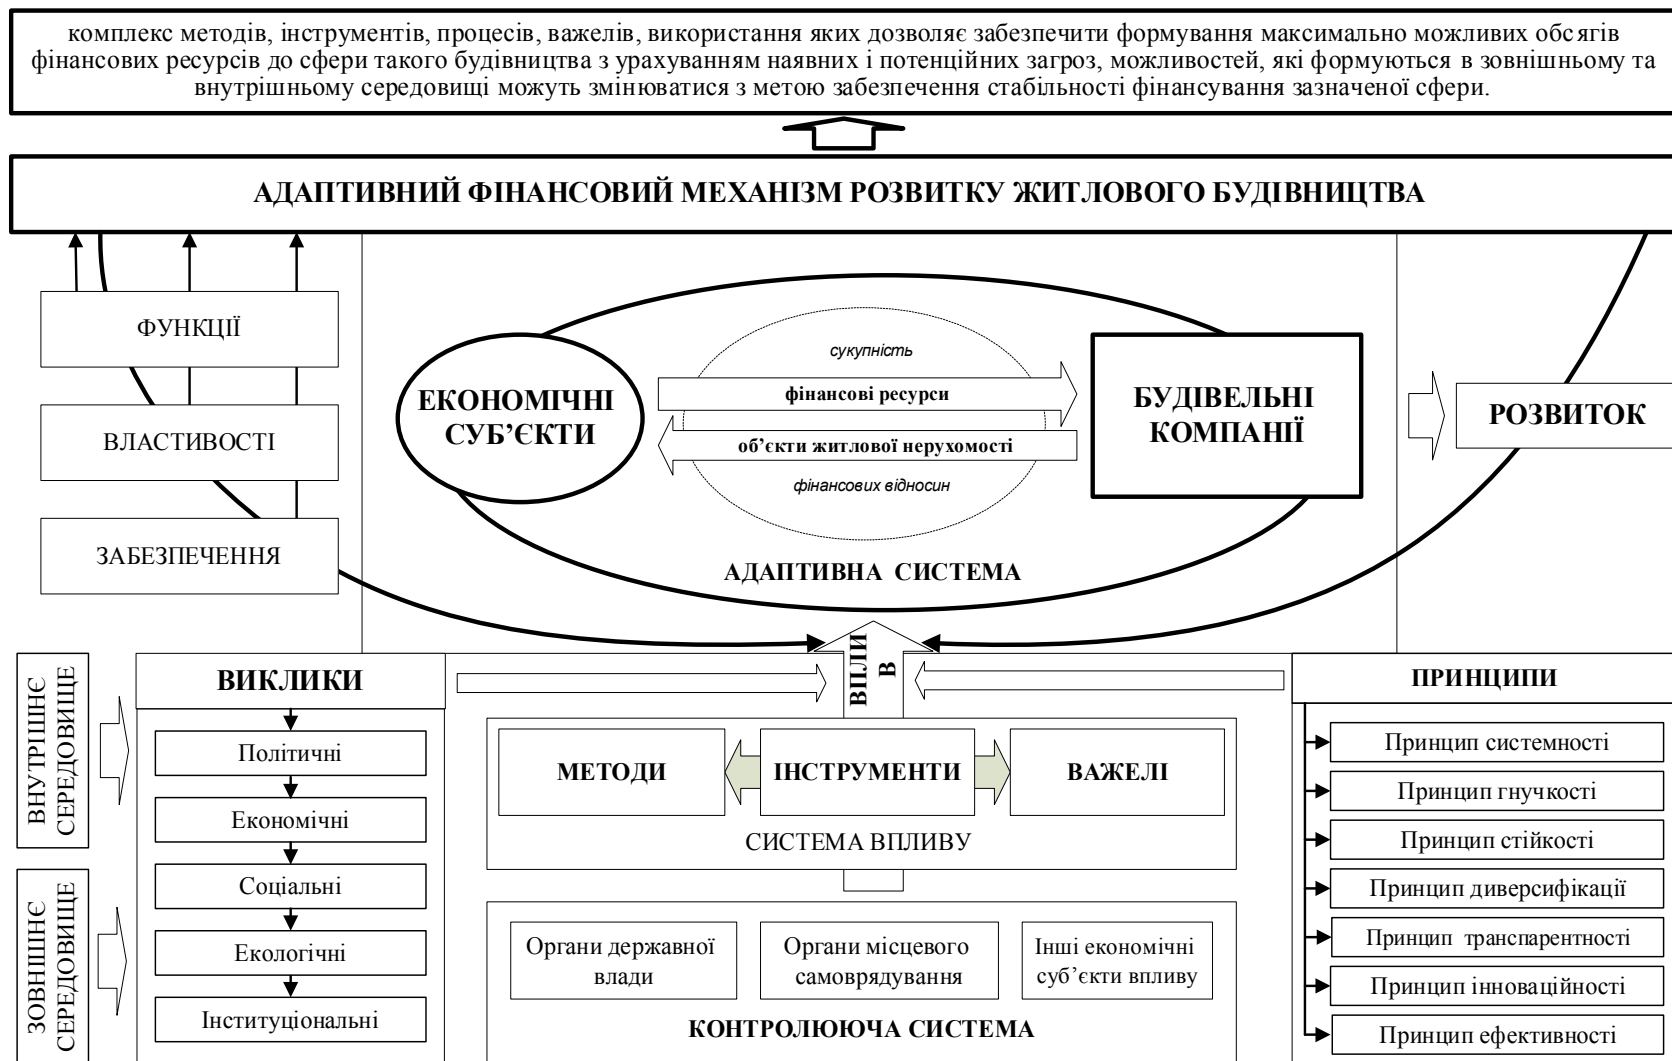 комплекс методів, інструментів, процесів, важелів, використання яких дозволяє забезпечити формування максимально можливих обсягів
фінансових ресурсів до сфери такого будівництва з урахуванням наявних і потенційних загроз, можливостей, які формуються в зовнішньому та
внутрішньому середовищі можуть змінюватися з метою забезпечення стабільності фінансування зазначеної сфери.
АДАПТИВНИЙ ФІНАНСОВИЙ МЕХАНІЗМ РОЗВИТКУ ЖИТЛОВОГО БУДІВНИЦТВА
ФУНКЦІЇ
ВЛАСТИВОСТІ
ЗАБЕЗПЕЧЕННЯ
ЕКОНОМІЧНІ
СУБ’ЄКТИ
сукупність
фінансові ресурси
об’єкти житлової нерухомості
фінансових відносин
БУДІВЕЛЬНІ
КОМПАНІЇ
РОЗВИТОК
АДАПТИВНА СИСТЕМА
ВПЛИ
В
ВНУТРІШНЄ
СЕРЕДОВИЩЕ
ЗОВНІШНЄ
СЕРЕДОВИЩЕ
ВИКЛИКИ
Політичні
Економічні
Соціальні
Екологічні
Інституціональні
МЕТОДИ
ІНСТРУМЕНТИ
ВАЖЕЛІ
СИСТЕМА ВПЛИВУ
Органи державної
влади
Органи місцевого
самоврядування
Інші економічні
суб’єкти впливу
КОНТРОЛЮЮЧА СИСТЕМА
ПРИНЦИПИ
Принцип системності
Принцип гнучкості
Принцип стійкості
Принцип диверсифікації
Принцип транспарентності
Принцип інноваційності
Принцип ефективності